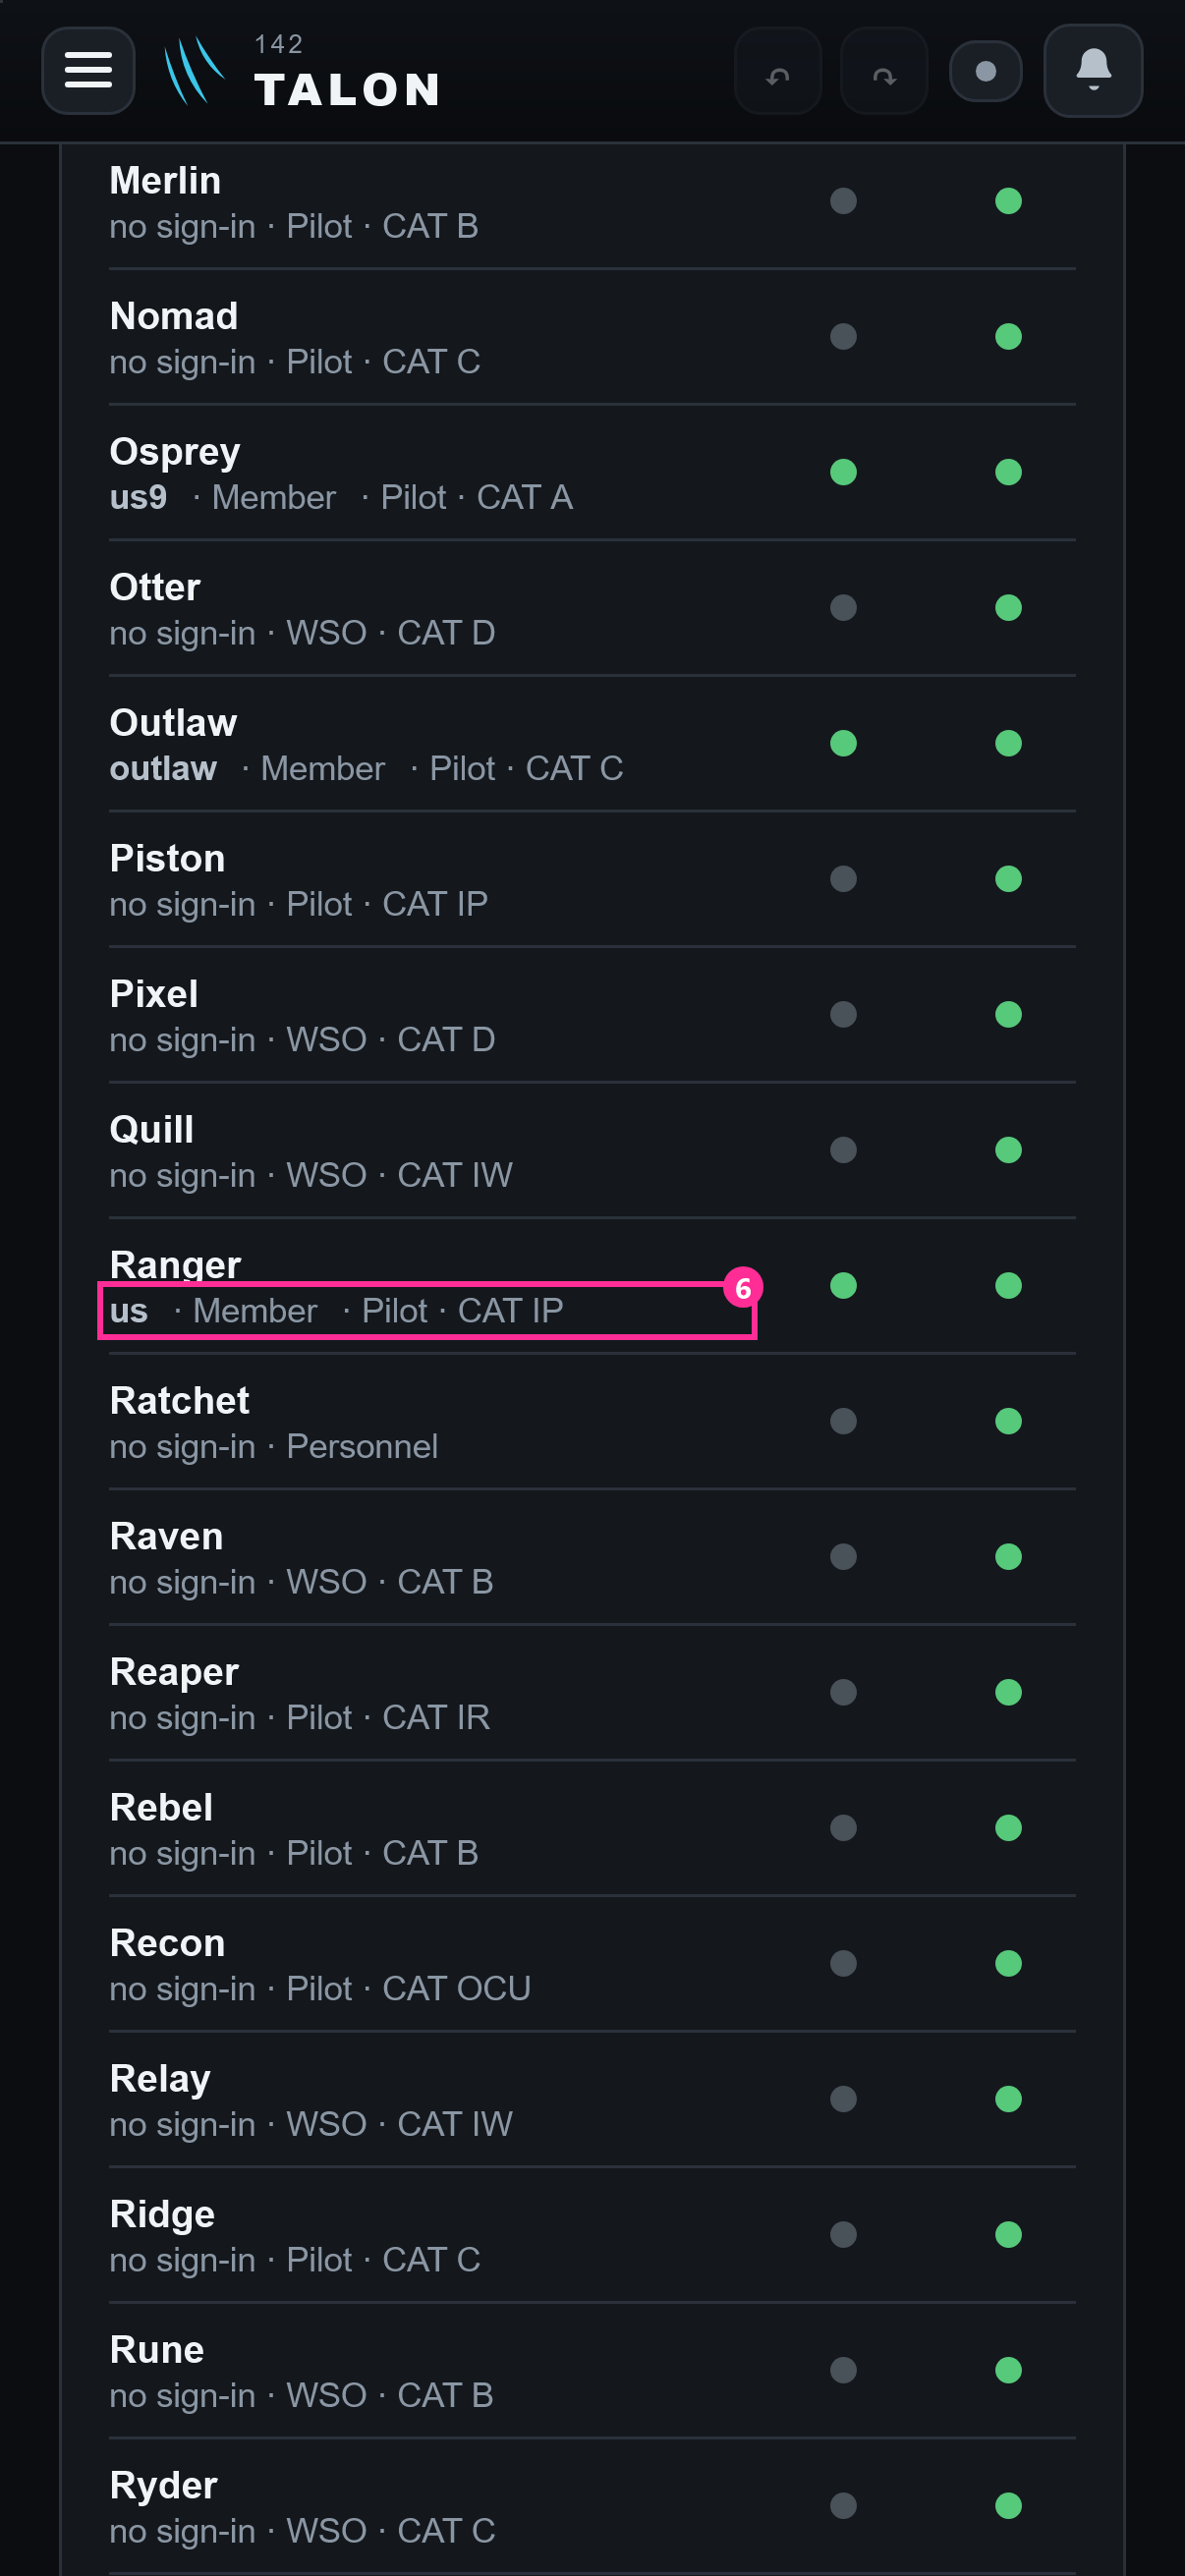 142
TALON
Merlin
no sign-in · Pilot · CAT B
Nomad
no sign-in · Pilot · CAT C
Osprey
us9 · Member · Pilot · CAT A
Otter
no sign-in · WSO · CAT D
Outlaw
outlaw · Member · Pilot · CAT C
Piston
no sign-in · Pilot · CAT IP
Pixel
no sign-in · WSO · CAT D
Quill
no sign-in · WSO · CAT IW
Ranger
6
us · Member · Pilot · CAT IP
Ratchet
no sign-in · Personnel
Raven
no sign-in · WSO · CAT B
Reaper
no sign-in · Pilot · CAT IR
Rebel
no sign-in · Pilot · CAT B
Recon
no sign-in · Pilot · CAT OCU
Relay
no sign-in · WSO · CAT IW
Ridge
no sign-in · Pilot · CAT C
Rune
no sign-in · WSO · CAT B
Ryder
no sign-in · WSO · CAT C